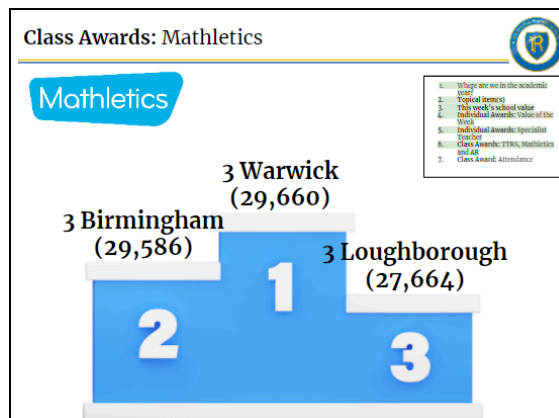 Class Awards: Mathletics
Mathletics
1. Where are we in the academic
year?
2. Topical item(s)
3. This week's school value
4. Individual Awards: Value of the
Week
5. Individual Awards: Specialist
Teacher
6. Class Awards: TTRS, Mathletics
and AR
7. Class Award: Attendance
3 Warwick
(29,660)
3 Birmingham
(29,586)
3 Loughborough
(27,664)
1
2
3